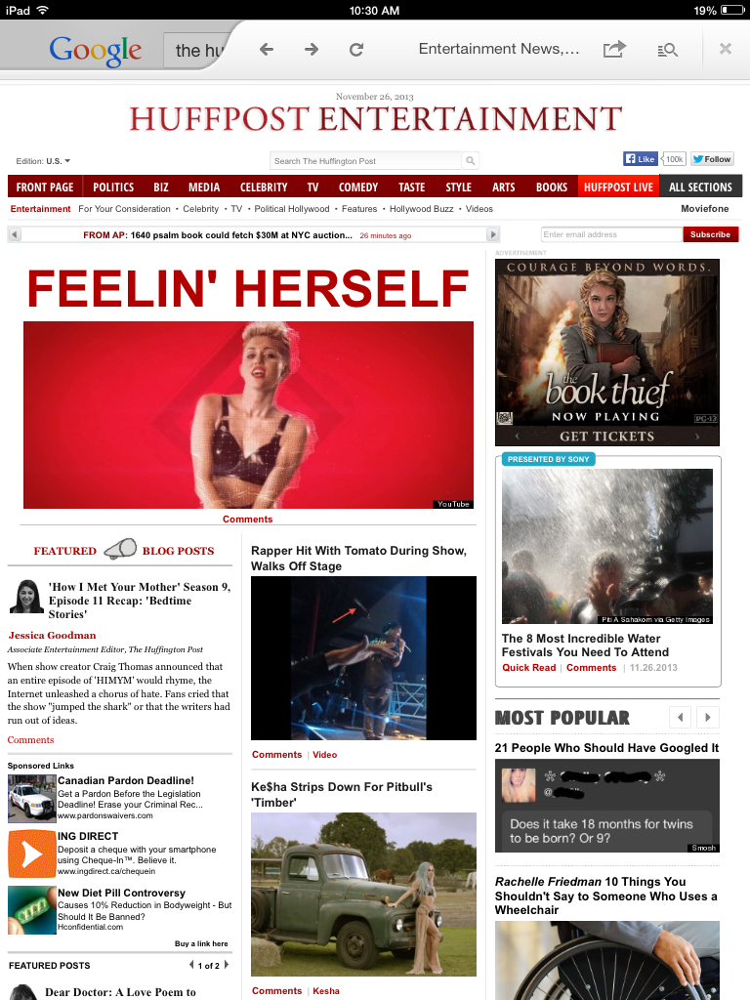 iPad
10:30 AM
19%
Google
the hu
Entertainment News,...
November 26, 2013
HUFFPOST ENTERTAINMENT
Edition: U.S.
Search The Huffington Post
Like
100k
Follow
FRONT PAGE POLITICS BIZ MEDIA CELEBRITY TV COMEDY TASTE STYLE ARTS BOOKS HUFFPOST LIVE ALL SECTIONS
Entertainment For Your Consideration • Celebrity • TV • Political Hollywood • Features • Hollywood Buzz • Videos
Moviefone
FROM AP: 1640 psalm book could fetch $30M at NYC auction... 26 minutes ago
Enter email address
Subscribe
FEELIN' HERSELF
YouTube
Comments
FEATURED BLOG POSTS
'How I Met Your Mother' Season 9,
Episode 11 Recap: 'Bedtime
Stories'
Jessica Goodman
Associate Entertainment Editor, The Huffington Post
When show creator Craig Thomas announced that
an entire episode of 'HIMYM' would rhyme, the
Internet unleashed a chorus of hate. Fans cried that
the show "jumped the shark" or that the writers had
run out of ideas.
Comments
Sponsored Links
Canadian Pardon Deadline!
Get a Pardon Before the Legislation
Deadline! Erase your Criminal Rec...
www.pardonswaivers.com
ING DIRECT
Deposit a cheque with your smartphone
using Cheque-In™. Believe it.
www.ingdirect.ca/chequein
New Diet Pill Controversy
Causes 10% Reduction in Bodyweight - But
Should It Be Banned?
Hconfidential.com
Buy a link here
FEATURED POSTS
1 of 2
Dear Doctor: A Love Poem to
Rapper Hit With Tomato During Show,
Walks Off Stage
Comments | Video
Ke$ha Strips Down For Pitbull's
'Timber'
Comments | Kesha
ADVERTISEMENT
COURAGE BEYOND WORDS.
the
book thief
NOW PLAYING
PG-13
GET TICKETS
PRESENTED BY SONY
Piti A Sahakorn via Getty Images
The 8 Most Incredible Water
Festivals You Need To Attend
Quick Read | Comments | 11.26.2013
MOST POPULAR
21 People Who Should Have Googled It
@
Does it take 18 months for twins
to be born? Or 9?
Smosh
Rachelle Friedman 10 Things You
Shouldn't Say to Someone Who Uses a
Wheelchair